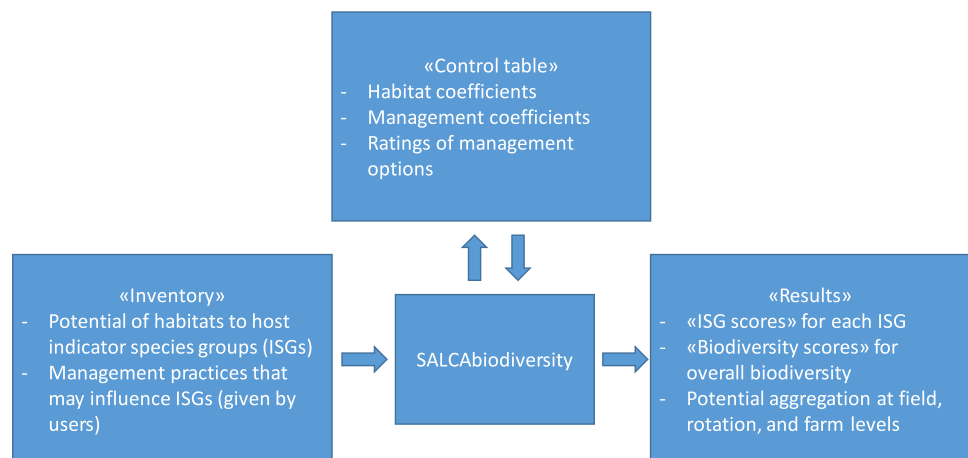 «Control table»
- Habitat coefficients
- Management coefficients
- Ratings of management
options
«Inventory»
- Potential of habitats to host
indicator species groups (ISGs)
- Management practices that
may influence ISGs (given by
users)
SALCAbiodiversity
«Results»
- «ISG scores» for each ISG
- «Biodiversity scores» for
overall biodiversity
- Potential aggregation at field,
rotation, and farm levels